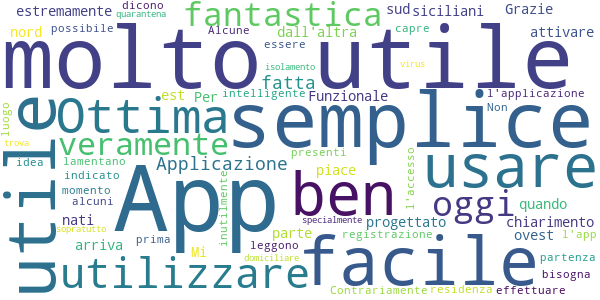 estremamente dicono quarantena fantastica sud siciliani Grazie
nord possibile Alcune dall'altra capre attivare
molto utile
essere isolamento virus
est Per intelligente fatta Funzionale l'applicazione
utile Ottima semplice Non
luogo trova veramente
idea lamentano Applicazione presenti piace l'accesso usare
indicato momento alcuni
App ben oggi quando
nati inutilmente specialmente progettato chiarimento
sopratutto prima Mi parte registrazione ovest l'app
arriva leggono facile partenza
utilizzare domiciliare bisogna
Contrariamente residenza effettuare